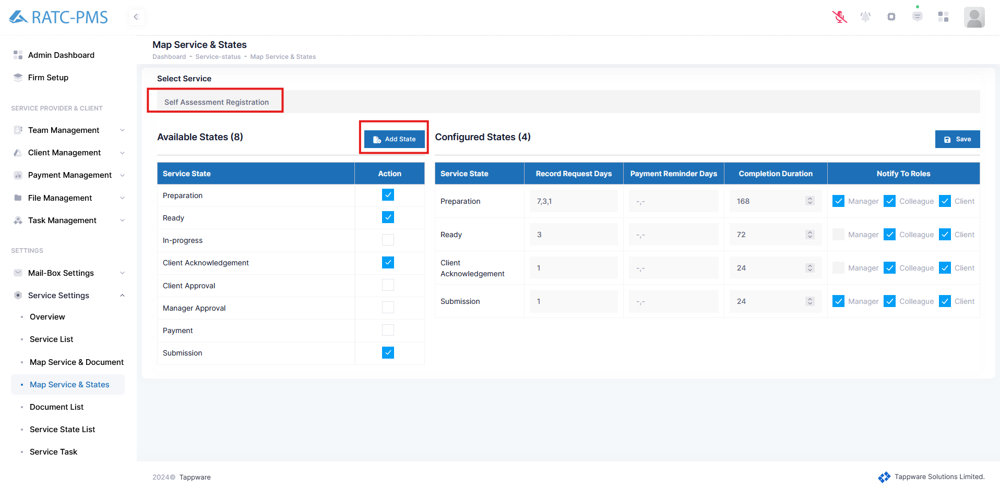 RATC-PMS
Admin Dashboard
Firm Setup
SERVICE PROVIDER & CLIENT
Team Management
Client Management
Payment Management
File Management
Task Management
SETTINGS
Mail-Box Settings
Service Settings
Overview
Service List
Map Service & Document
Map Service & States
Document List
Service State List
Service Task
Map Service & States
Dashboard - Service-status - Map Service & States
Select Service
Self Assessment Registration
Available States (8)
Add State
Service State Action
Preparation
Ready
In-progress
Client Acknowledgement
Client Approval
Manager Approval
Payment
Submission
Configured States (4)
Save
Service State Record Request Days Payment Reminder Days Completion Duration Notify To Roles
Preparation 7,3,1 -,- 168 Manager Colleague Client
Ready 3 -,- 72 Manager Colleague Client
Client
Acknowledgement 1 -,- 24 Manager Colleague Client
Submission 1 -,- 24 Manager Colleague Client
2024© Tappware
Tappware Solutions Limited.